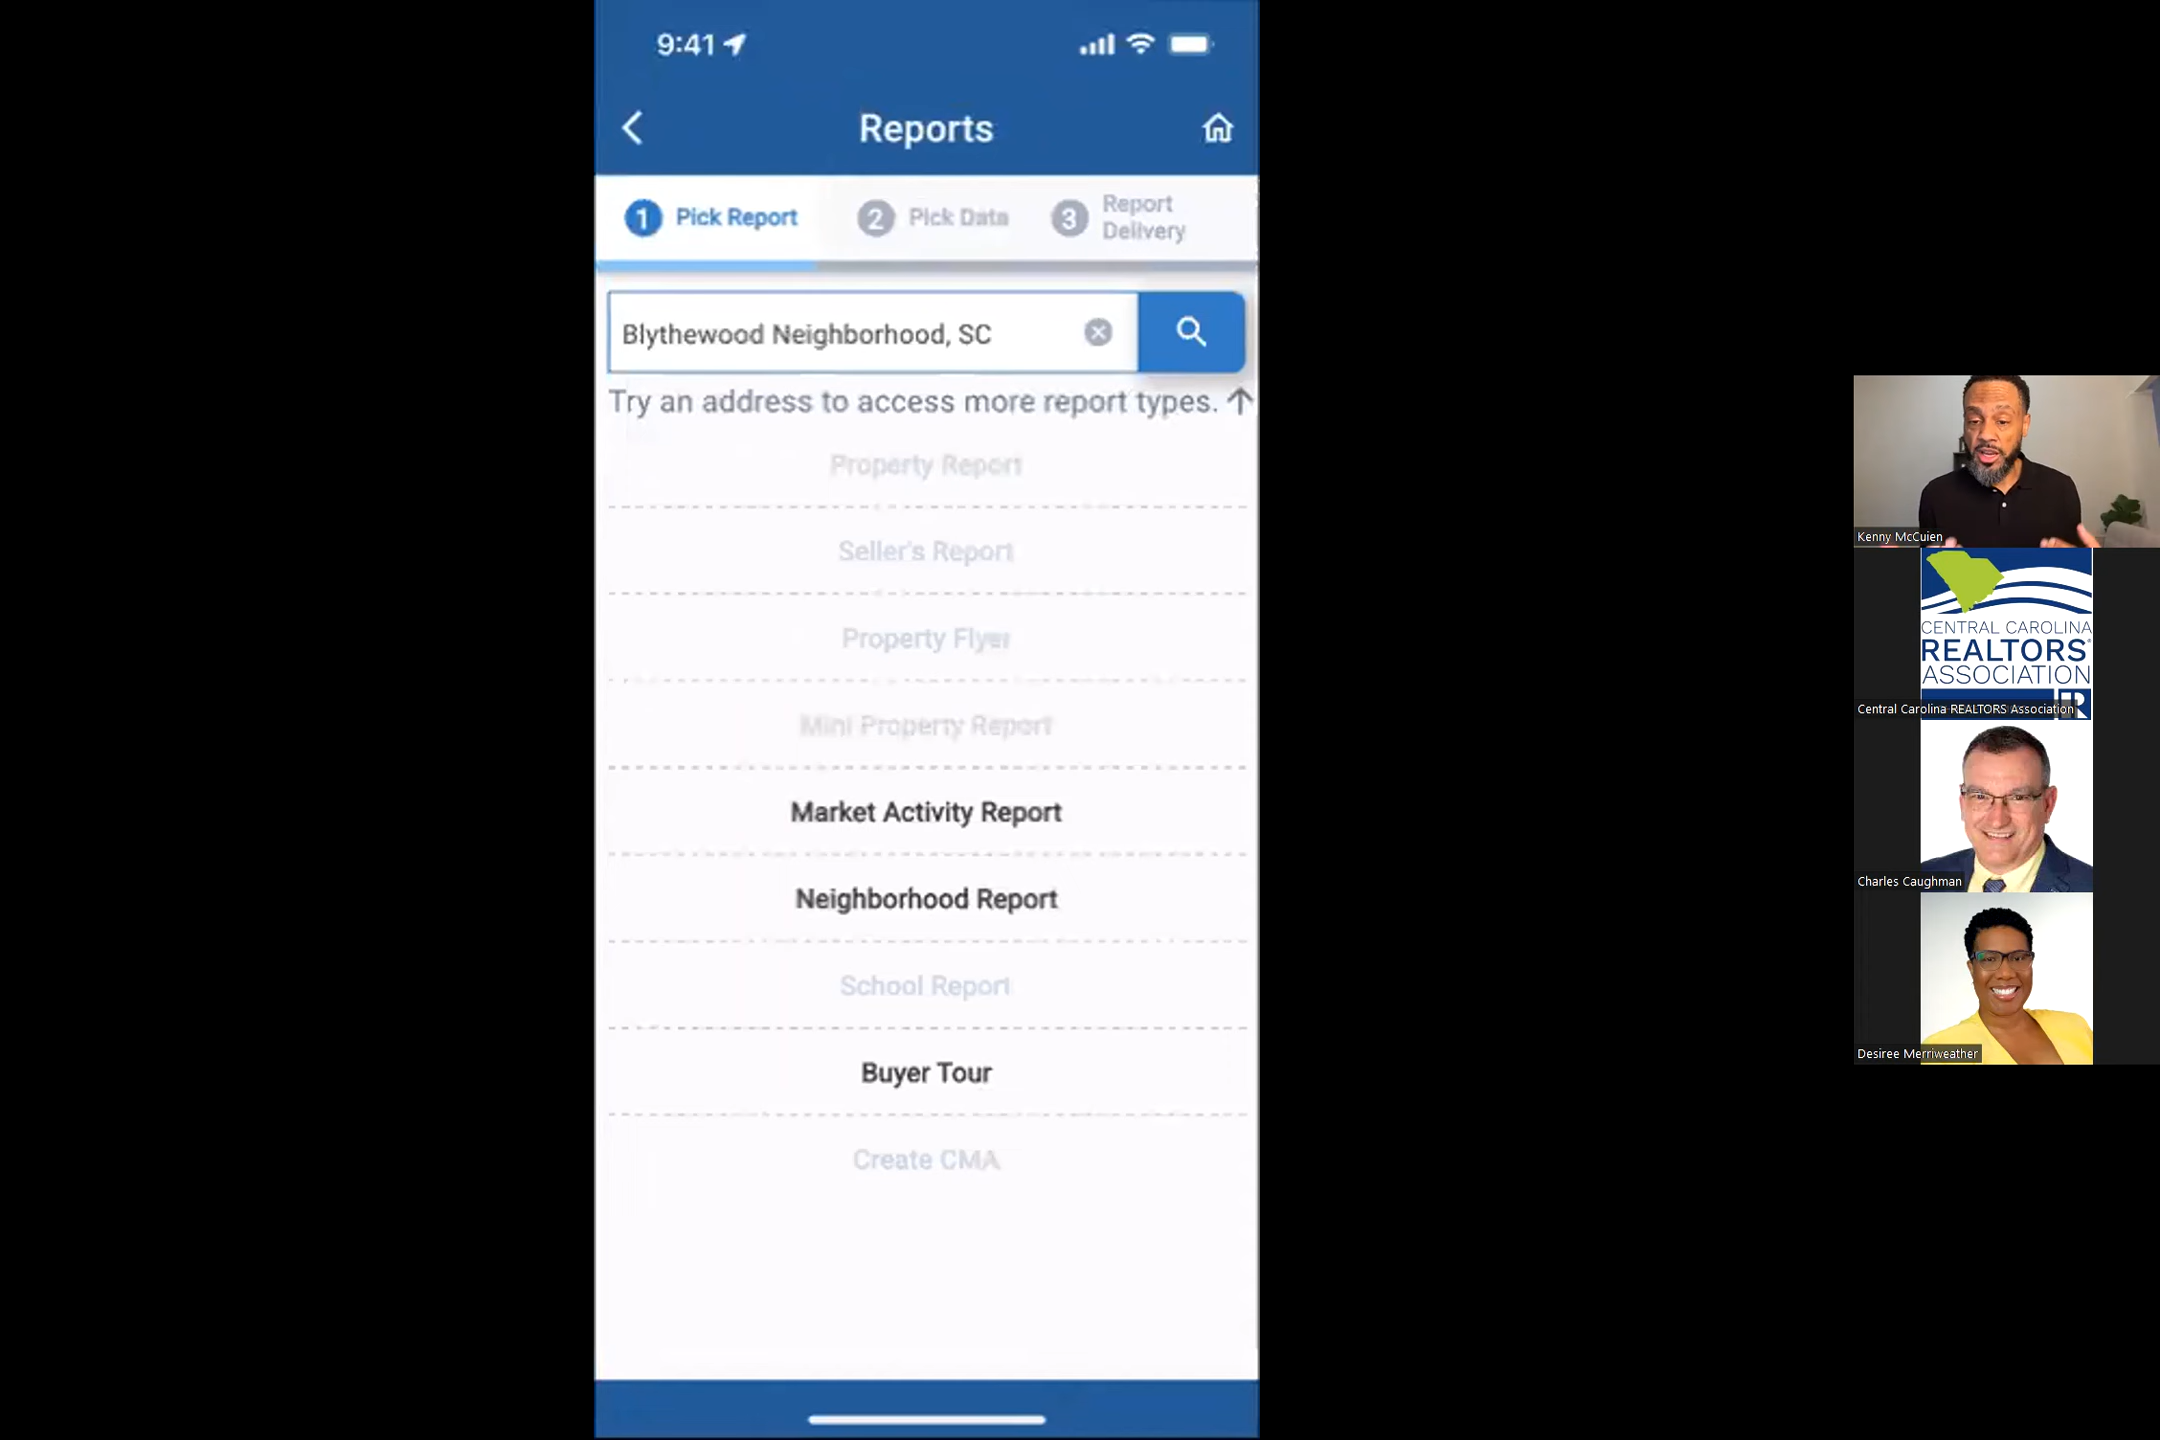 9:41
Reports
1 Pick Report
2 Pick Data
3 Report
Delivery
Blythewood Neighborhood, SC
Try an address to access more report types.
Property Report
Seller's Report
Property Flyer
Mini Property Report
Market Activity Report
Neighborhood Report
School Report
Buyer Tour
Create CMA
Kenny McCuien
CENTRAL CAROLINA
REALTORS®
ASSOCIATION
Central Carolina REALTORS Association
Charles Caughman
Desiree Merriweather